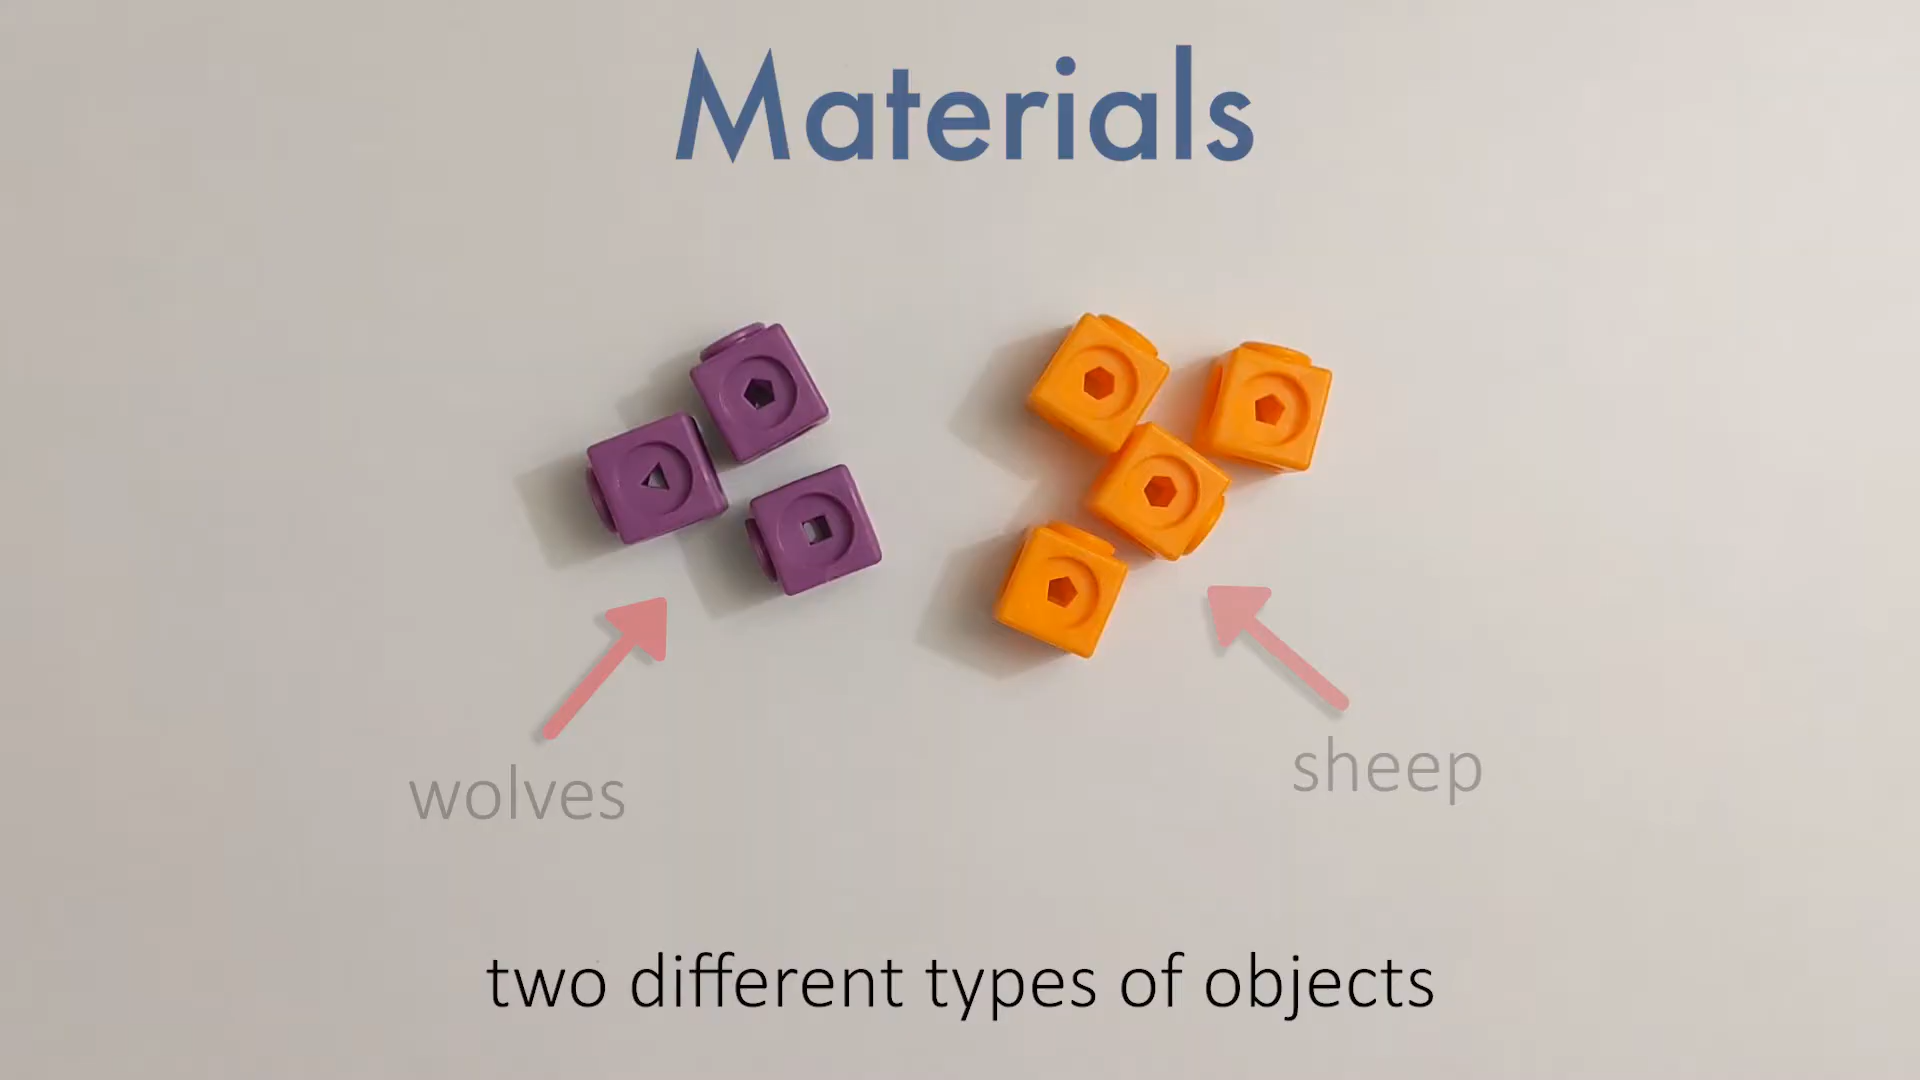 Materials
wolves
sheep
two different types of objects